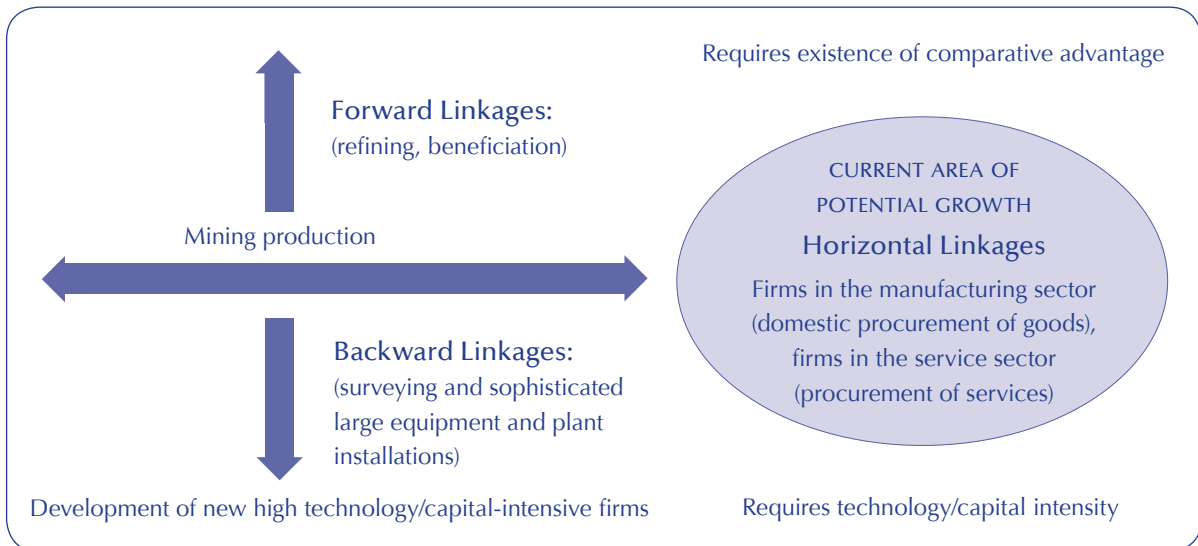 Requires existence of comparative advantage
Forward Linkages:
(refining, beneficiation)
CURRENT AREA OF
POTENTIAL GROWTH
Horizontal Linkages
Firms in the manufacturing sector
(domestic procurement of goods),
firms in the service sector
(procurement of services)
Mining production
Backward Linkages:
(surveying and sophisticated
large equipment and plant
installations)
Development of new high technology/capital-intensive firms
Requires technology/capital intensity